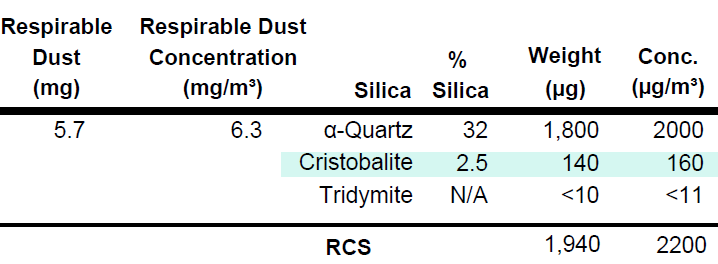 Respirable Dust (mg) Respirable Dust Concentration (mg/m³) Silica % Silica Weight (µg) Conc. (µg/m³)
5.7 6.3 α-Quartz 32 1,800 2000
Cristobalite 2.5 140 160
Tridymite N/A <10 <11
RCS 1,940 2200